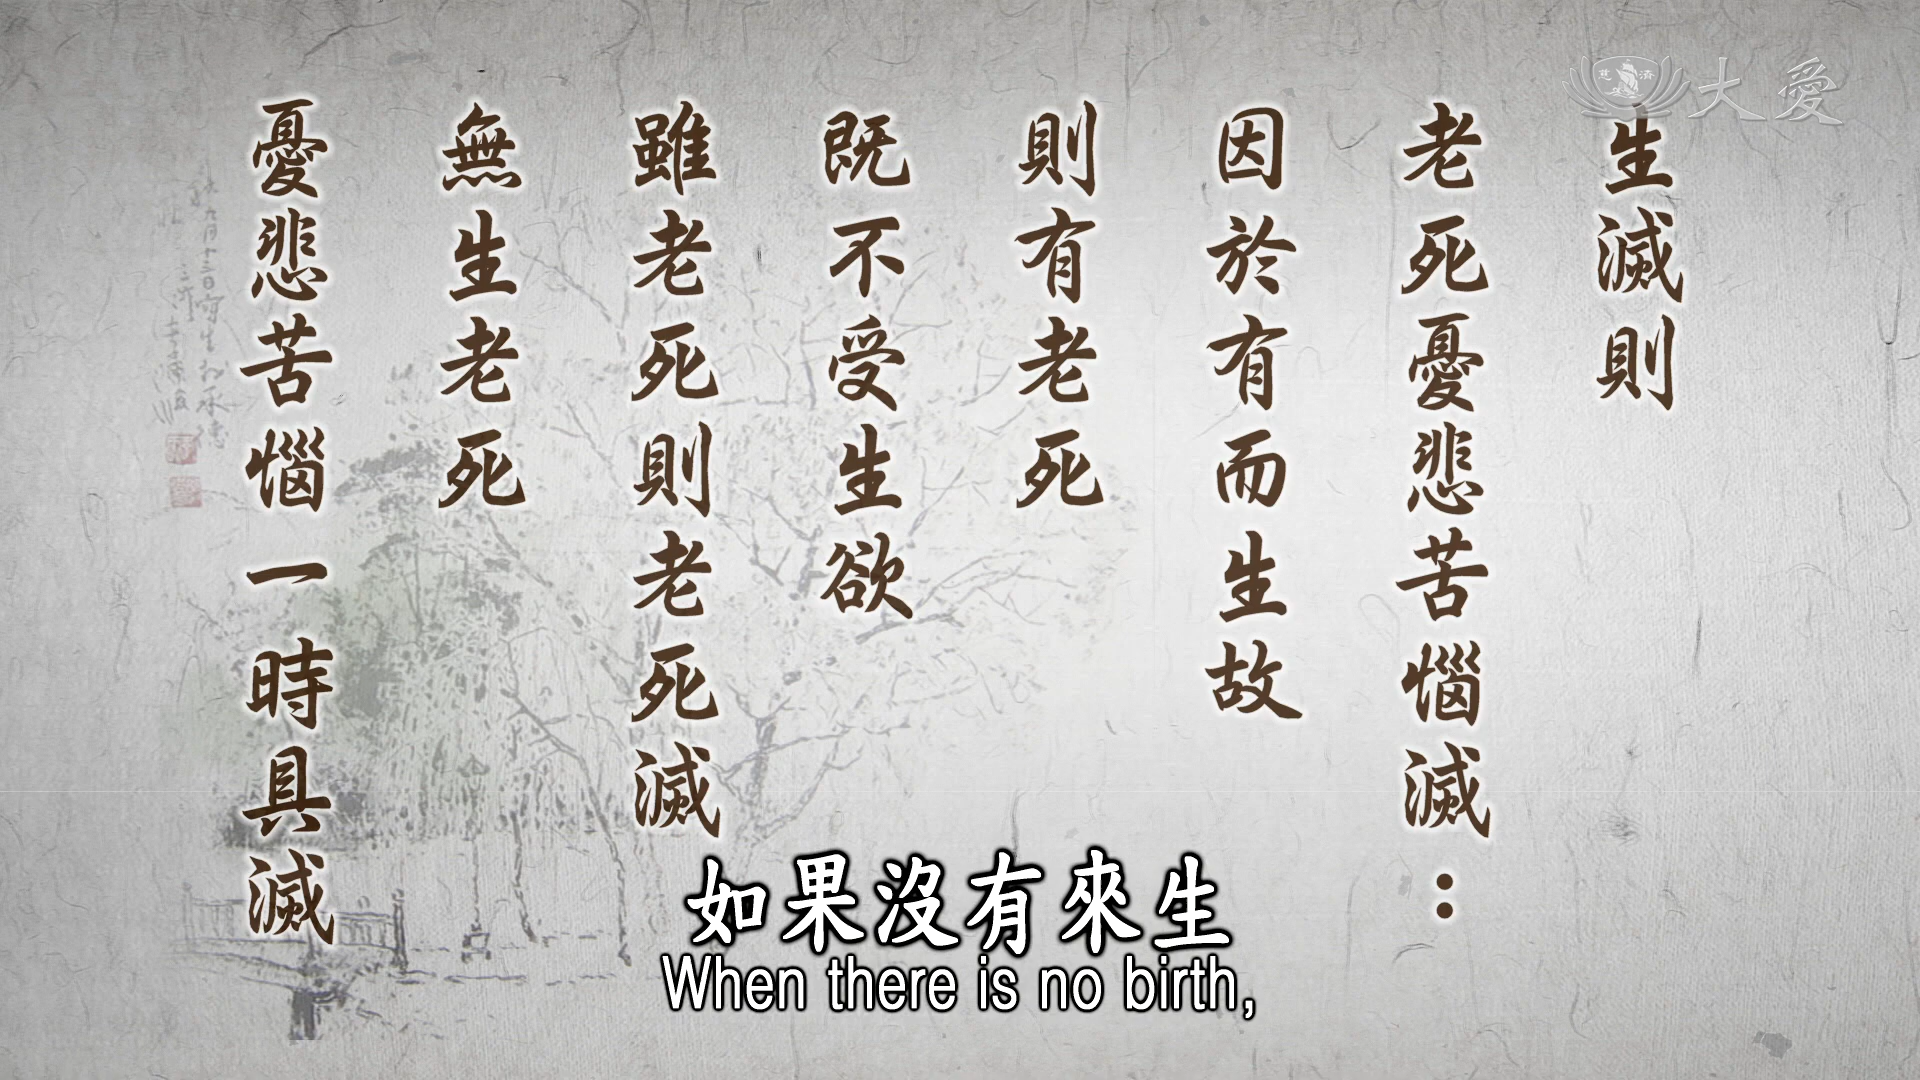 大愛
慈濟
生滅則
老死憂悲苦惱滅：
因於有而生故
則有老死
既不受生欲
雖老死則老死滅
無生老死
憂悲苦惱一時具滅
如果沒有來生
When there is no birth,